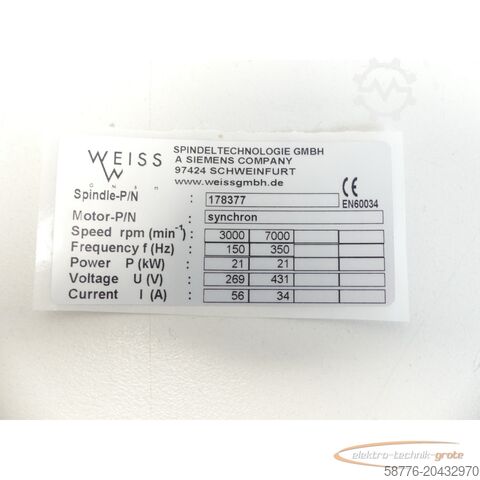 WEISS
GMBH
SPINDELTECHNOLOGIE GMBH
A SIEMENS COMPANY
97424 SCHWEINFURT
www.weissgmbh.de
CE
EN60034
Spindle-P/N : 178377
Motor-P/N : synchron
Speed rpm (min⁻¹) : 3000 7000
Frequency f (Hz) : 150 350
Power P (kW) : 21 21
Voltage U (V) : 269 431
Current I (A) : 56 34
elektro-technik-grote
58776-20432970